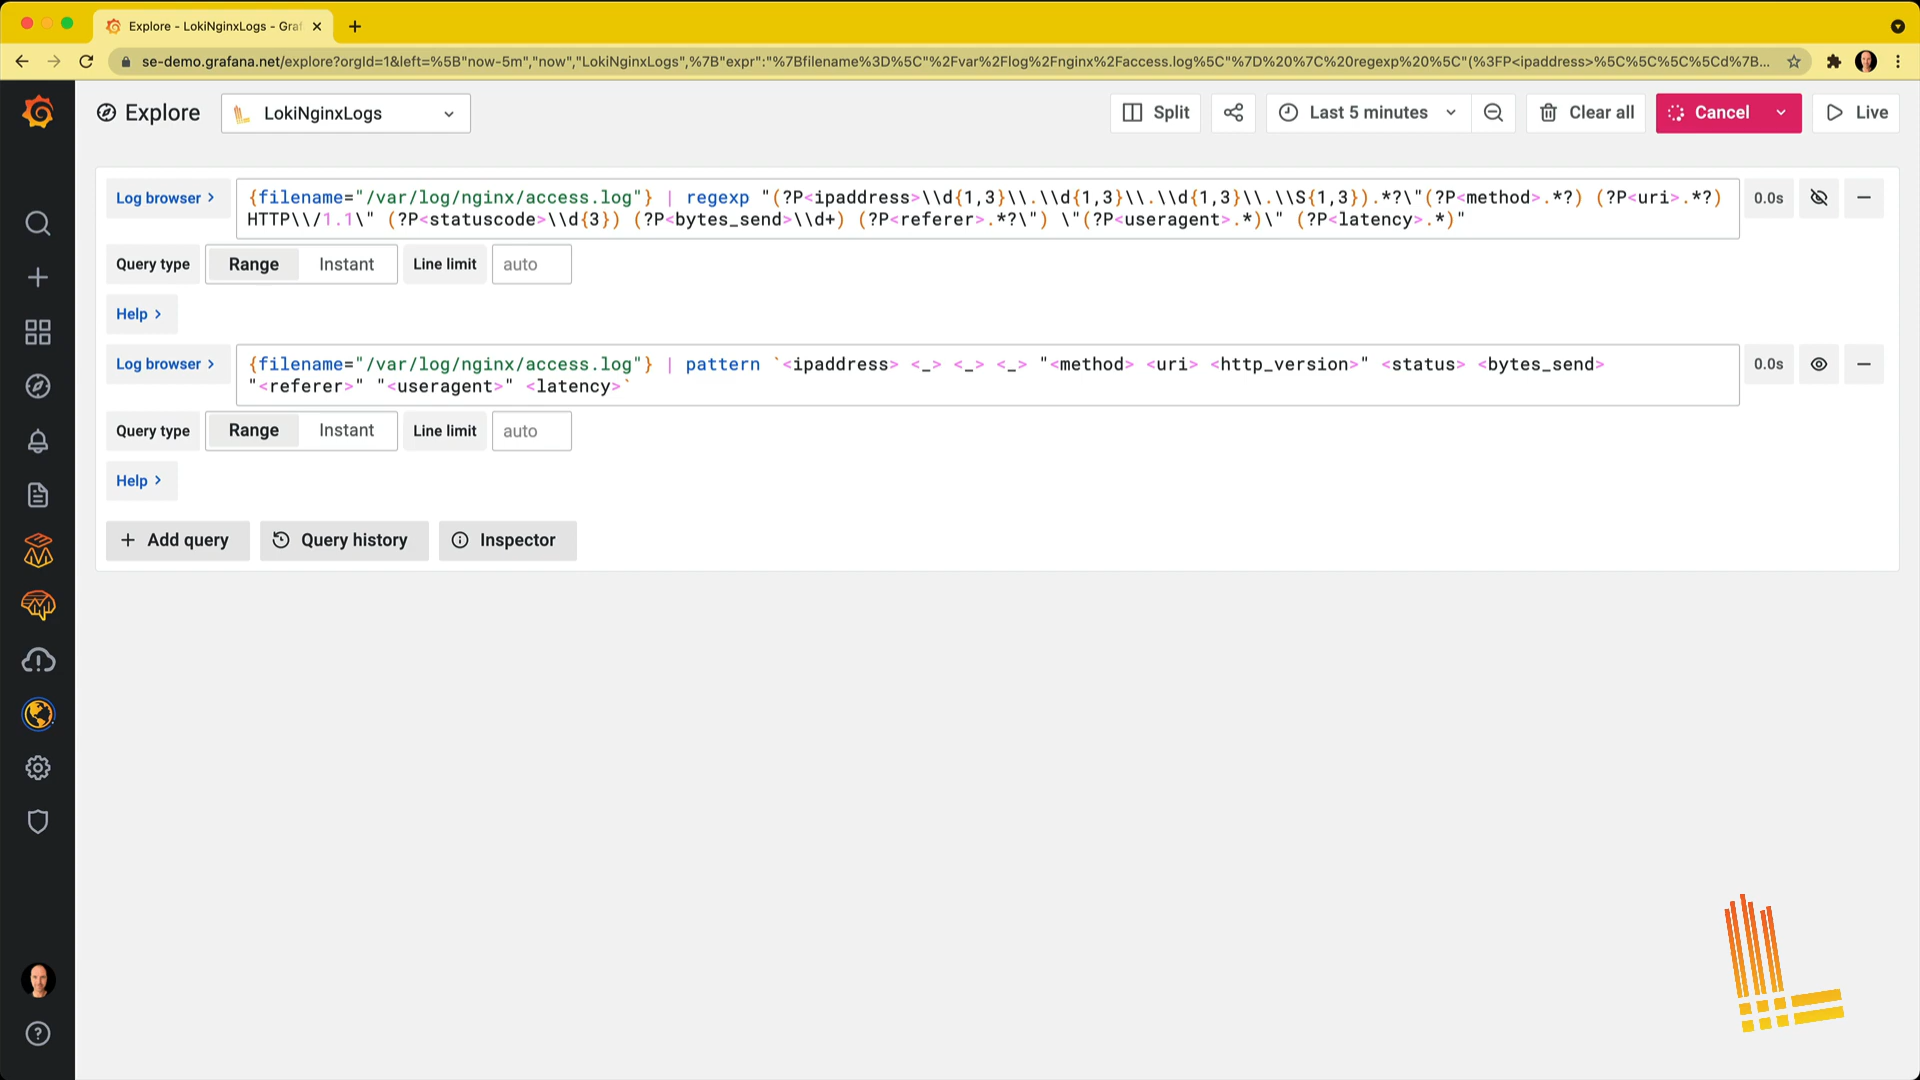 Explore - LokiNginxLogs - Gra
se-demo.grafana.net/explore?orgId=1&left=%5B"now-5m","now","LokiNginxLogs",%7B"expr":"%7Bfilename%3D%5C"%2Fvar%2Flog%2Fnginx%2Faccess.log%5C"%7D%20%7C%20regexp%20%5C"(%3FP<ipaddress>%5C%5C%5C%5Cd%7B...
Explore
LokiNginxLogs
Split
Last 5 minutes
Clear all
Cancel
Live
Log browser >
{filename="/var/log/nginx/access.log"} | regexp "(?P<ipaddress>\\d{1,3}\\.\\d{1,3}\\.\\d{1,3}\\.\\S{1,3}).*?\"(?P<method>.*?) (?P<uri>.*?)
HTTP\\/1.1\" (?P<statuscode>\\d{3}) (?P<bytes_send>\\d+) (?P<referer>.*?\") \"(?P<useragent>.*)\" (?P<latency>.*)"
0.0s
Query type
Range
Instant
Line limit
auto
Help >
Log browser >
{filename="/var/log/nginx/access.log"} | pattern `<ipaddress> <_> <_> <_> "<method> <uri> <http_version>" <status> <bytes_send>
"<referer>" "<useragent>" <latency>`
0.0s
Query type
Range
Instant
Line limit
auto
Help >
+ Add query
Query history
Inspector